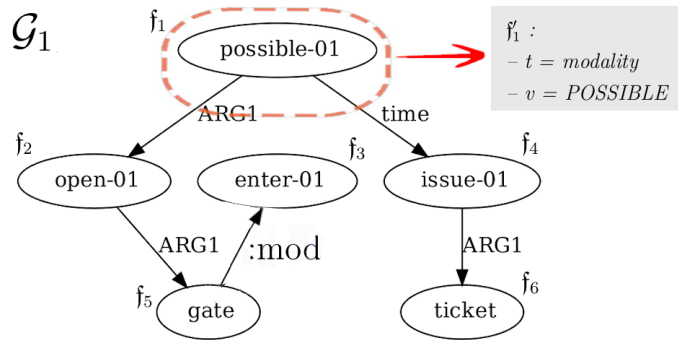 𝒢₁
𝔣₁
possible-01
𝔣′₁ :
– t = modality
– v = POSSIBLE
ARG1
time
𝔣₂
𝔣₃
𝔣₄
open-01
enter-01
issue-01
ARG1
:mod
ARG1
𝔣₅
𝔣₆
gate
ticket